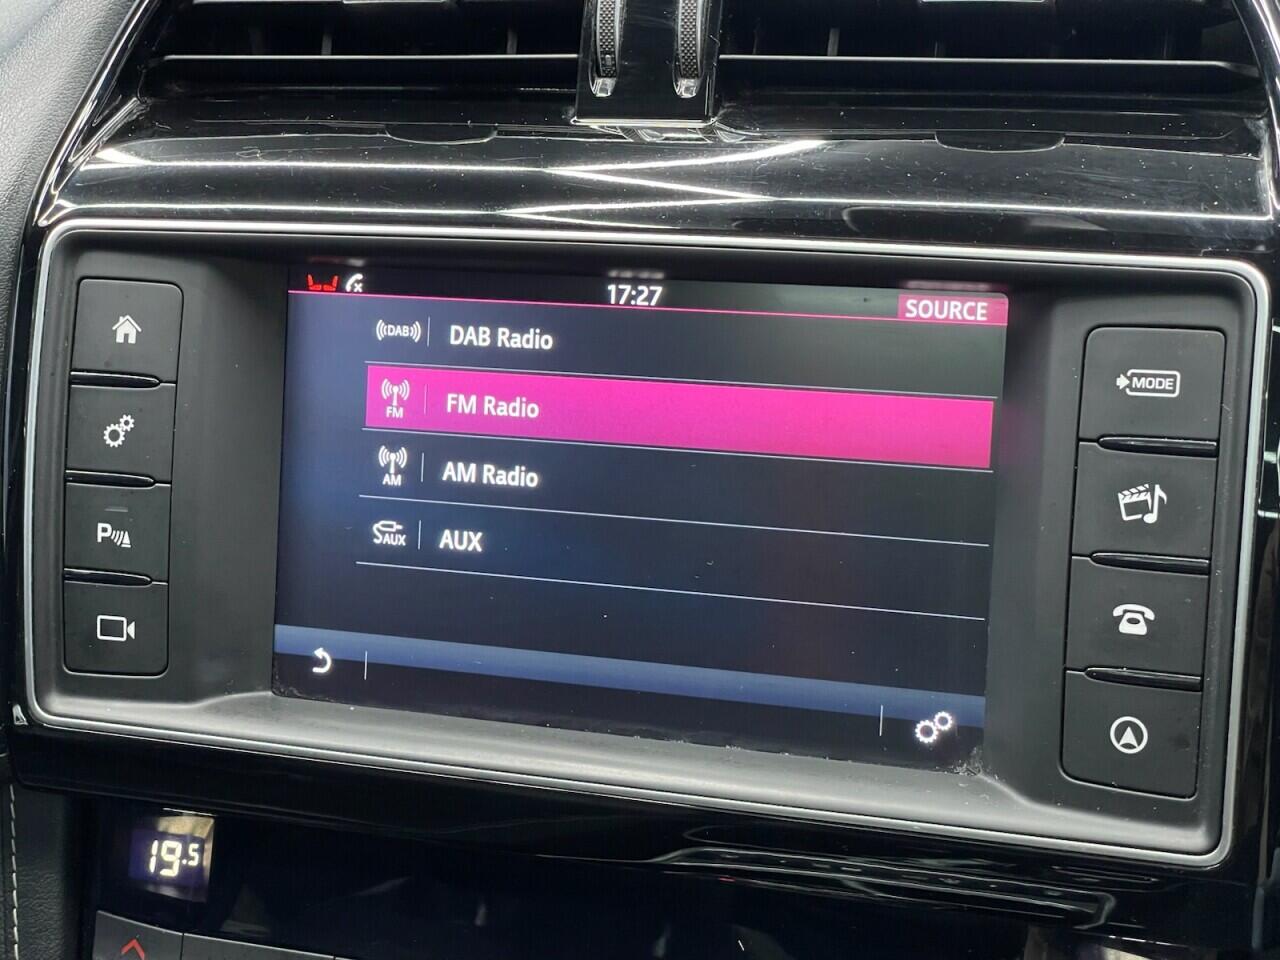 17:27
SOURCE
DAB
DAB Radio
FM
FM Radio
AM
AM Radio
AUX
AUX
MODE
P
19.5